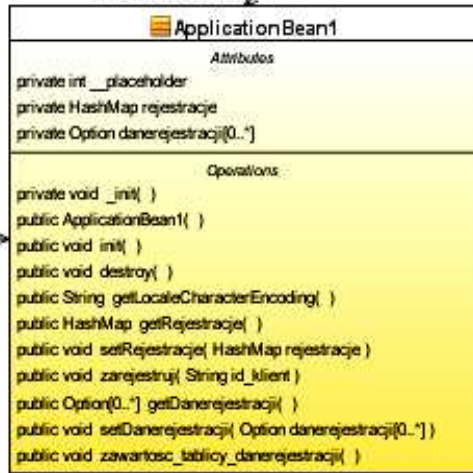 ApplicationBean1
Attributes
private int __placeholder
private HashMap rejestracje
private Option danerejestracji[0..*]
Operations
private void _init( )
public ApplicationBean1( )
public void init( )
public void destroy( )
public String getLocaleCharacterEncoding( )
public HashMap getRejestracje( )
public void setRejestracje( HashMap rejestracje )
public void zarejestruj( String id_klient )
public Option[0..*] getDanerejestracji( )
public void setDanerejestracji( Option danerejestracji[0..*] )
public void zawartosc_tablicy_danerejestracji( )